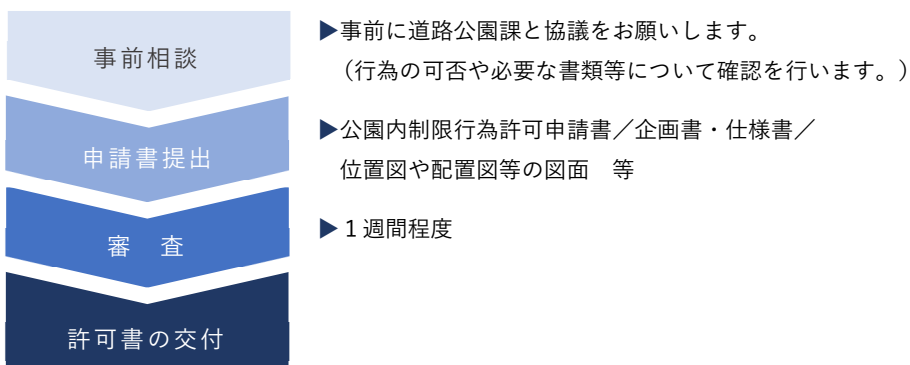 事前相談
▶事前に道路公園課と協議をお願いします。
（行為の可否や必要な書類等について確認を行います。）
申請書提出
▶公園内制限行為許可申請書／企画書・仕様書／
位置図や配置図等の図面　等
審　査
▶１週間程度
許可書の交付